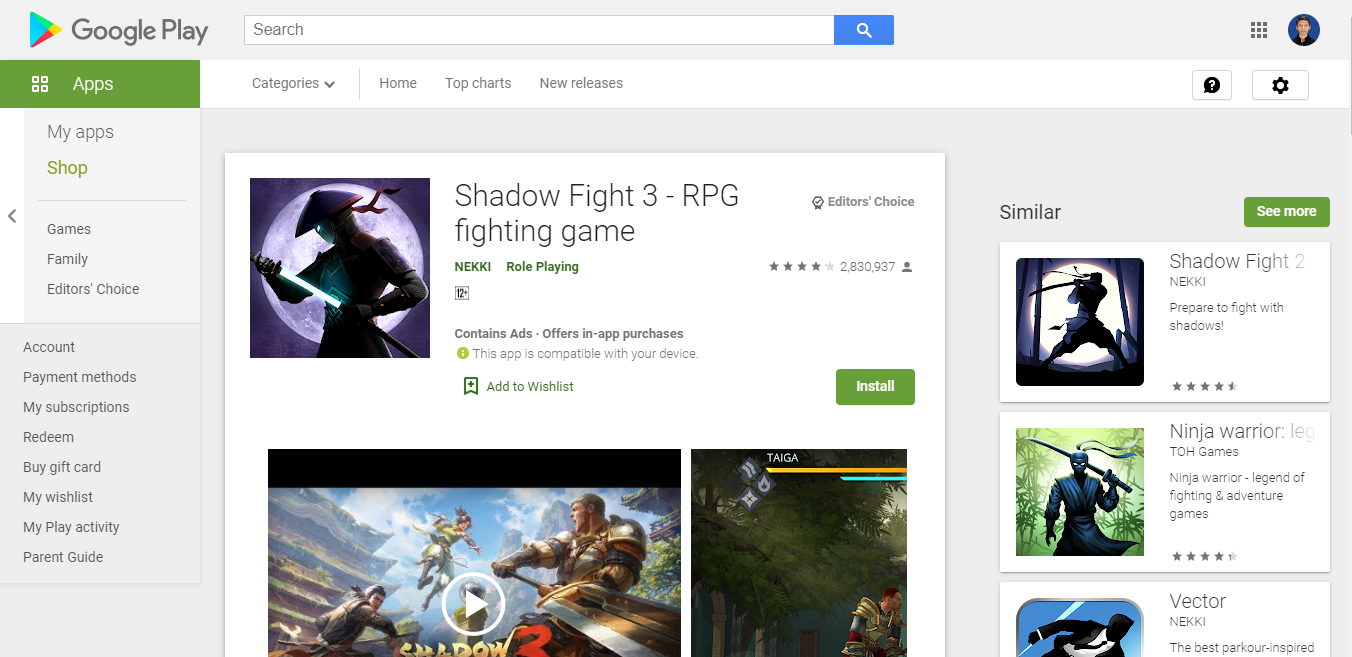 Google Play
Search
Apps
Categories
Home
Top charts
New releases
My apps
Shop
Games
Family
Editors' Choice
Account
Payment methods
My subscriptions
Redeem
Buy gift card
My wishlist
My Play activity
Parent Guide
Shadow Fight 3 - RPG
fighting game
Editors' Choice
NEKKI Role Playing
2,830,937
12+
Contains Ads · Offers in-app purchases
This app is compatible with your device.
Add to Wishlist
Install
SHADOW
3
TAIGA
Similar
See more
Shadow Fight 2
NEKKI
Prepare to fight with
shadows!
Ninja warrior: leg
TOH Games
Ninja warrior - legend of
fighting & adventure
games
Vector
NEKKI
The best parkour-inspired